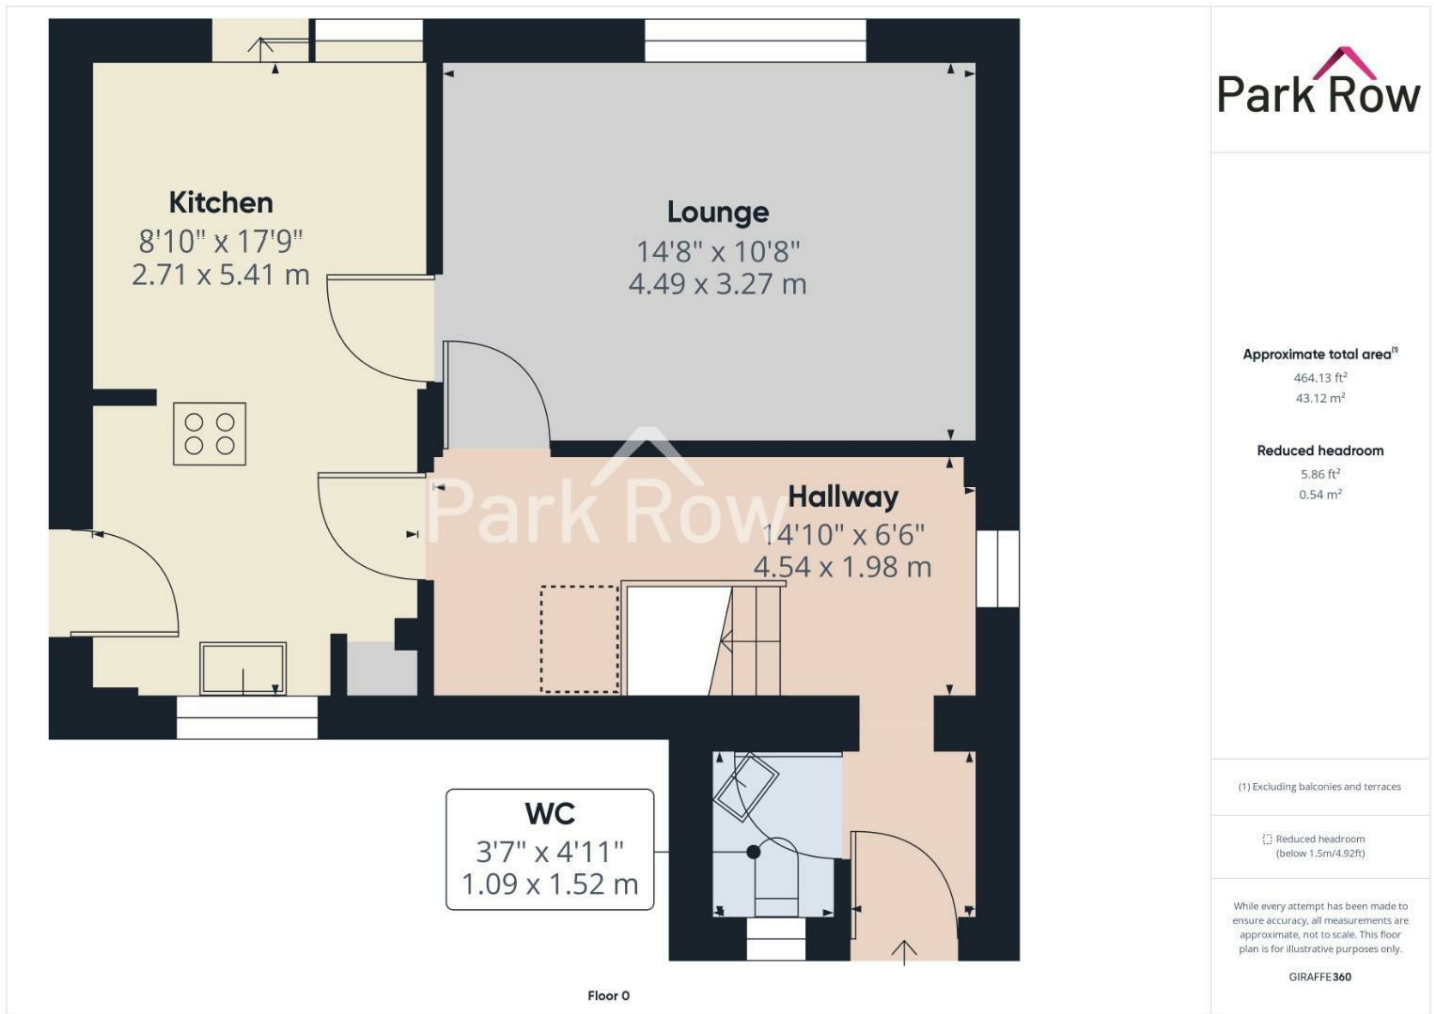 Kitchen
8'10" x 17'9"
2.71 x 5.41 m
Lounge
14'8" x 10'8"
4.49 x 3.27 m
Park Row
Hallway
14'10" x 6'6"
4.54 x 1.98 m
WC
3'7" x 4'11"
1.09 x 1.52 m
Floor 0
Park Row
Approximate total area(1)
464.13 ft²
43.12 m²
Reduced headroom
5.86 ft²
0.54 m²
(1) Excluding balconies and terraces
Reduced headroom
(below 1.5m/4.92ft)
While every attempt has been made to
ensure accuracy, all measurements are
approximate, not to scale. This floor
plan is for illustrative purposes only.
GIRAFFE360